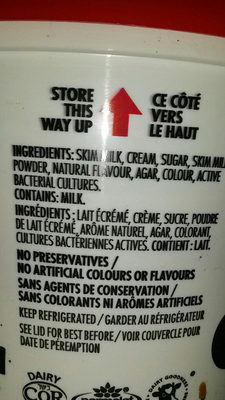 STORE THIS WAY UP
CE CÔTÉ VERS LE HAUT
INGREDIENTS: SKIM MILK, CREAM, SUGAR, SKIM MILK
POWDER, NATURAL FLAVOUR, AGAR, COLOUR, ACTIVE
BACTERIAL CULTURES.
CONTAINS: MILK.
INGRÉDIENTS : LAIT ÉCRÉMÉ, CRÈME, SUCRE, POUDRE
DE LAIT ÉCRÉMÉ, ARÔME NATUREL, AGAR, COLORANT,
CULTURES BACTÉRIENNES ACTIVES. CONTIENT : LAIT.
NO PRESERVATIVES /
NO ARTIFICIAL COLOURS OR FLAVOURS
SANS AGENTS DE CONSERVATION /
SANS COLORANTS NI ARÔMES ARTIFICIELS
KEEP REFRIGERATED / GARDER AU RÉFRIGÉRATEUR
SEE LID FOR BEST BEFORE / VOIR COUVERCLE POUR
DATE DE PÉREMPTION
DAIRY
COR
DAIRY GOODNESS